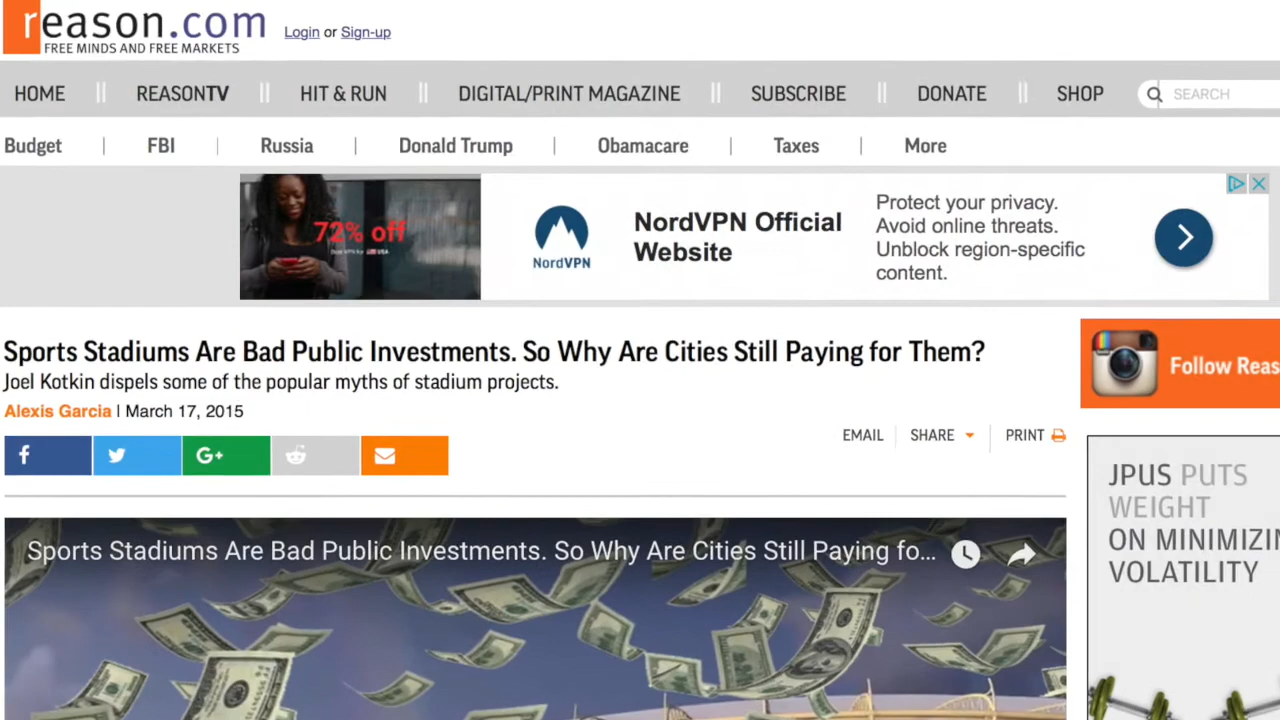 reason.com
FREE MINDS AND FREE MARKETS
Login or Sign-up
HOME || REASONTV || HIT & RUN || DIGITAL/PRINT MAGAZINE || SUBSCRIBE || DONATE || SHOP SEARCH
Budget | FBI | Russia | Donald Trump | Obamacare | Taxes | More
72% off
NordVPN
NordVPN Official
Website
Protect your privacy.
Avoid online threats.
Unblock region-specific
content.
Sports Stadiums Are Bad Public Investments. So Why Are Cities Still Paying for Them?
Joel Kotkin dispels some of the popular myths of stadium projects.
Alexis Garcia | March 17, 2015
EMAIL SHARE PRINT
G+
Follow Reas
JPUS PUTS
WEIGHT
ON MINIMIZIN
VOLATILITY
Sports Stadiums Are Bad Public Investments. So Why Are Cities Still Paying fo...